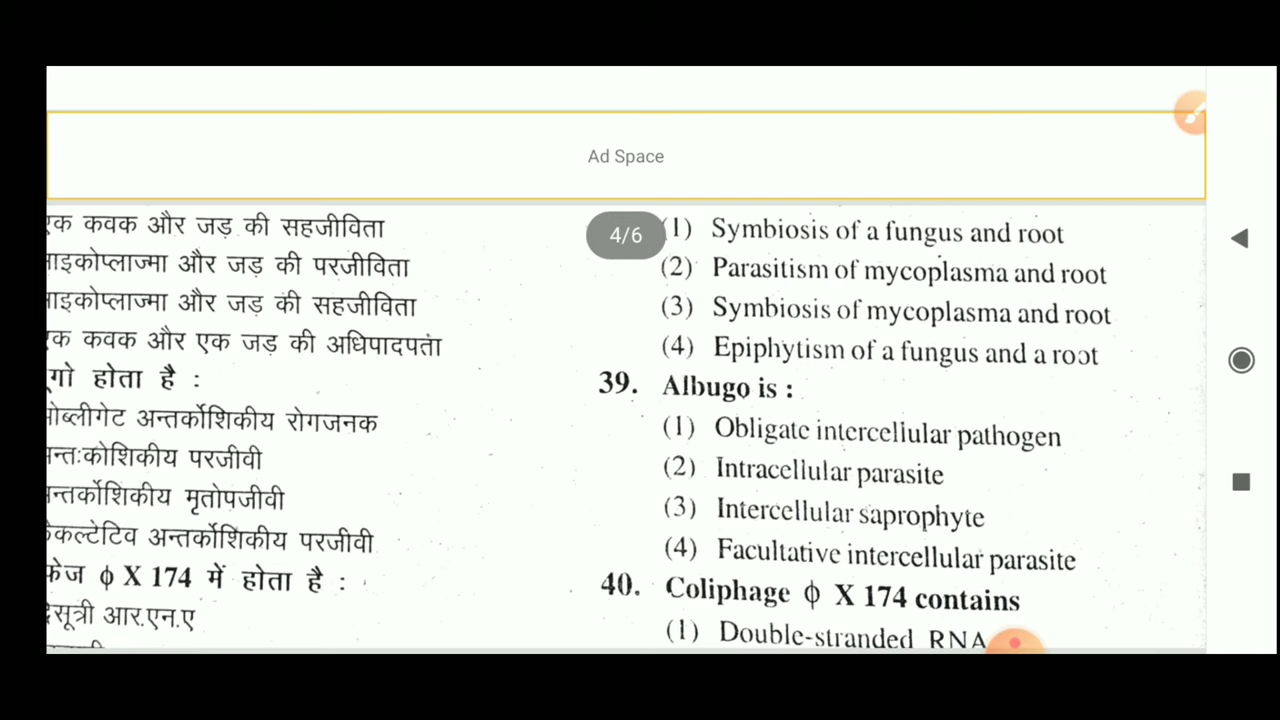 Ad Space
कवक और जड़ की सहजीविता
और जड़ की परजीविता
और जड़ की सहजीविता
कवक और एक जड़ की अधिपादपता
होता है :
अन्तर्कोशिकीय रोगजनक
परजीवी
मृतोपजीवी
अन्तर्कोशिकीय परजीवी
ϕ X 174 में होता है :
आर.एन.ए
4/6
(1) Symbiosis of a fungus and root
(2) Parasitism of mycoplasma and root
(3) Symbiosis of mycoplasma and root
(4) Epiphytism of a fungus and a root
39. Albugo is :
(1) Obligate intercellular pathogen
(2) Intracellular parasite
(3) Intercellular saprophyte
(4) Facultative intercellular parasite
40. Coliphage ϕ X 174 contains
(1) Double-stranded RNA